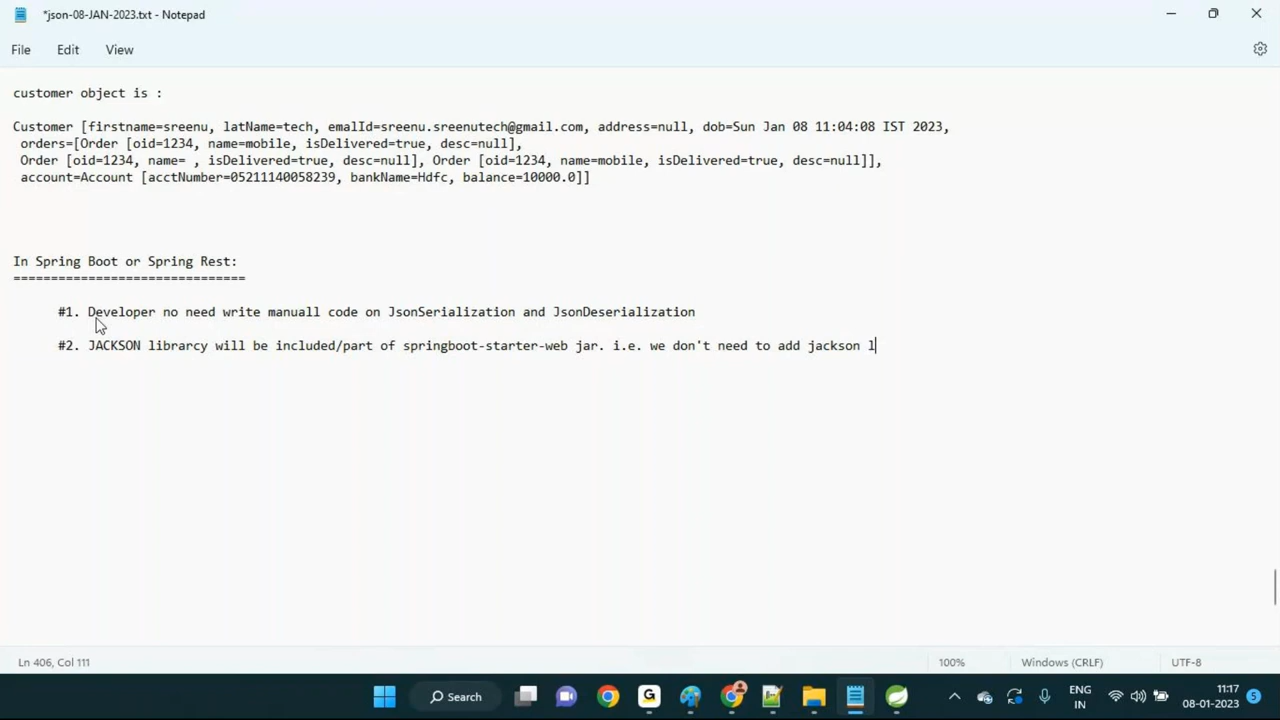 *json-08-JAN-2023.txt - Notepad
File Edit View
customer object is :
Customer [firstname=sreenu, latName=tech, emalId=sreenu.sreenutech@gmail.com, address=null, dob=Sun Jan 08 11:04:08 IST 2023,
orders=[Order [oid=1234, name=mobile, isDelivered=true, desc=null],
Order [oid=1234, name= , isDelivered=true, desc=null], Order [oid=1234, name=mobile, isDelivered=true, desc=null]],
account=Account [acctNumber=05211140058239, bankName=Hdfc, balance=10000.0]]
In Spring Boot or Spring Rest:
===============================
#1. Developer no need write manuall code on JsonSerialization and JsonDeserialization
#2. JACKSON librarcy will be included/part of springboot-starter-web jar. i.e. we don't need to add jackson l
Ln 406, Col 111 100% Windows (CRLF) UTF-8
Search ENG IN 11:17 08-01-2023 5